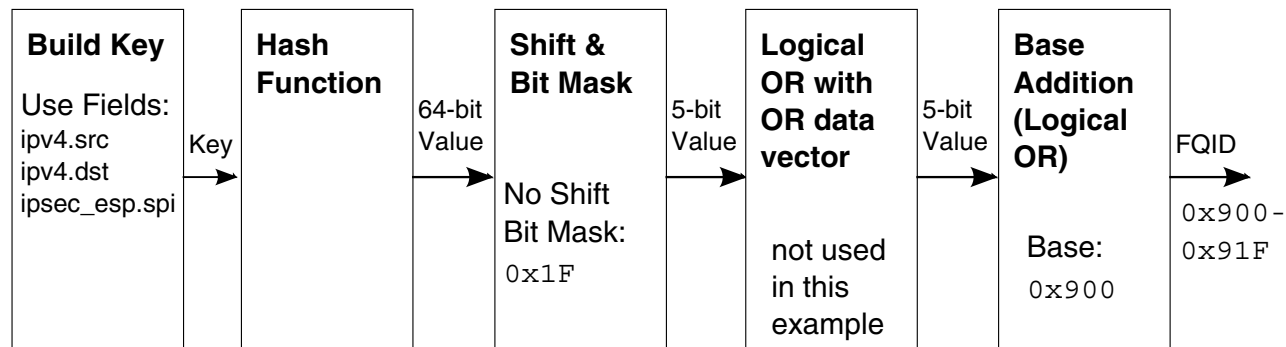 Build Key
Use Fields:
ipv4.src
ipv4.dst
ipsec_esp.spi
Key
Hash
Function
64-bit
Value
Shift &
Bit Mask
No Shift
Bit Mask:
0x1F
5-bit
Value
Logical
OR with
OR data
vector
not used
in this
example
5-bit
Value
Base
Addition
(Logical
OR)
Base:
0x900
FQID
0x900-
0x91F